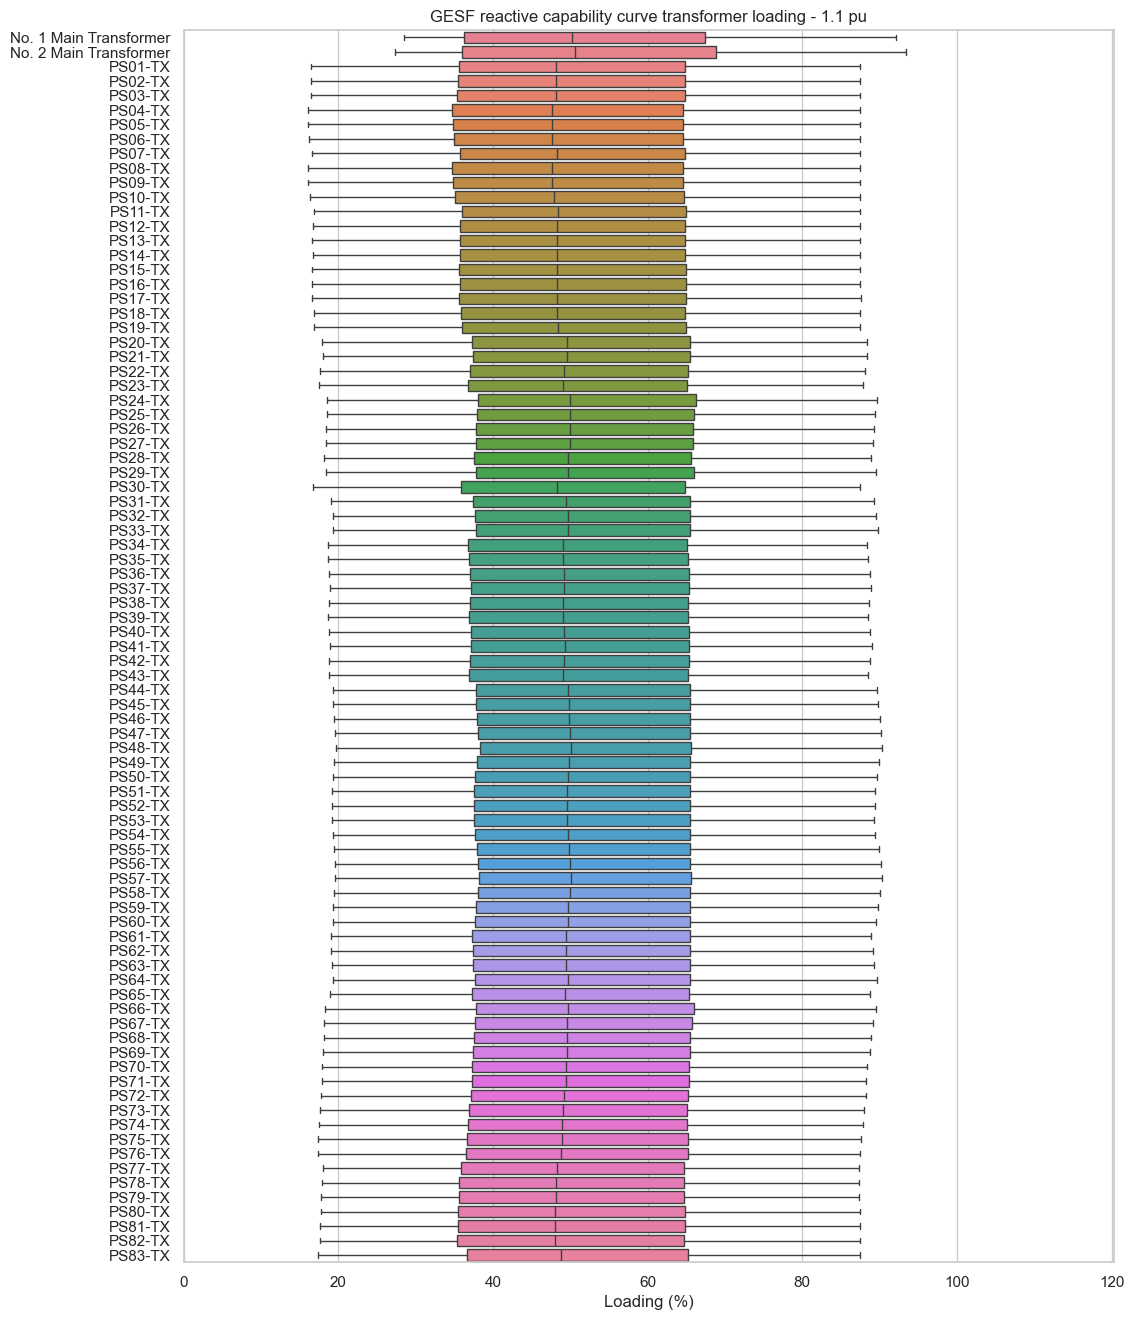 GESF reactive capability curve transformer loading - 1.1 pu
No. 1 Main Transformer
No. 2 Main Transformer
PS01-TX
PS02-TX
PS03-TX
PS04-TX
PS05-TX
PS06-TX
PS07-TX
PS08-TX
PS09-TX
PS10-TX
PS11-TX
PS12-TX
PS13-TX
PS14-TX
PS15-TX
PS16-TX
PS17-TX
PS18-TX
PS19-TX
PS20-TX
PS21-TX
PS22-TX
PS23-TX
PS24-TX
PS25-TX
PS26-TX
PS27-TX
PS28-TX
PS29-TX
PS30-TX
PS31-TX
PS32-TX
PS33-TX
PS34-TX
PS35-TX
PS36-TX
PS37-TX
PS38-TX
PS39-TX
PS40-TX
PS41-TX
PS42-TX
PS43-TX
PS44-TX
PS45-TX
PS46-TX
PS47-TX
PS48-TX
PS49-TX
PS50-TX
PS51-TX
PS52-TX
PS53-TX
PS54-TX
PS55-TX
PS56-TX
PS57-TX
PS58-TX
PS59-TX
PS60-TX
PS61-TX
PS62-TX
PS63-TX
PS64-TX
PS65-TX
PS66-TX
PS67-TX
PS68-TX
PS69-TX
PS70-TX
PS71-TX
PS72-TX
PS73-TX
PS74-TX
PS75-TX
PS76-TX
PS77-TX
PS78-TX
PS79-TX
PS80-TX
PS81-TX
PS82-TX
PS83-TX
0 20 40 60 80 100 120
Loading (%)